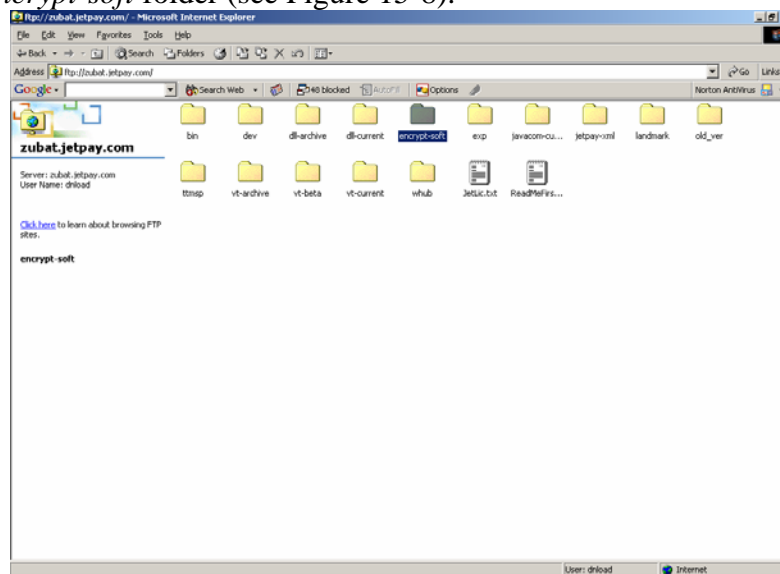 crypt-soft folder (see Figure 15-8).
ftp://zubat.jetpay.com/ - Microsoft Internet Explorer
File Edit View Favorites Tools Help
Back Search Folders
Address ftp://zubat.jetpay.com/ Go Links
Google Search Web 948 blocked AutoFill Options Norton AntiVirus
bin dev dll-archive dll-current encrypt-soft exp javacom-cu... jetpay-xml landmark old_ver
zubat.jetpay.com
Server: zubat.jetpay.com
User Name: dnload
ttmsp vt-archive vt-beta vt-current whub JetLic.txt ReadMeFirs...
Click here to learn about browsing FTP
sites.
encrypt-soft
User: dnload Internet